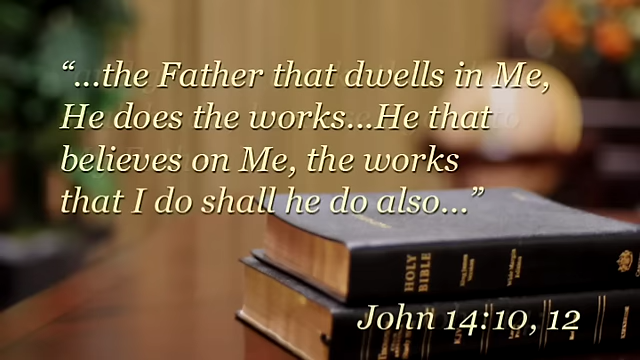 “...the Father that dwells in Me,
He does the works...He that
believes on Me, the works
that I do shall he do also...”
HOLY
BIBLE
John 14:10, 12